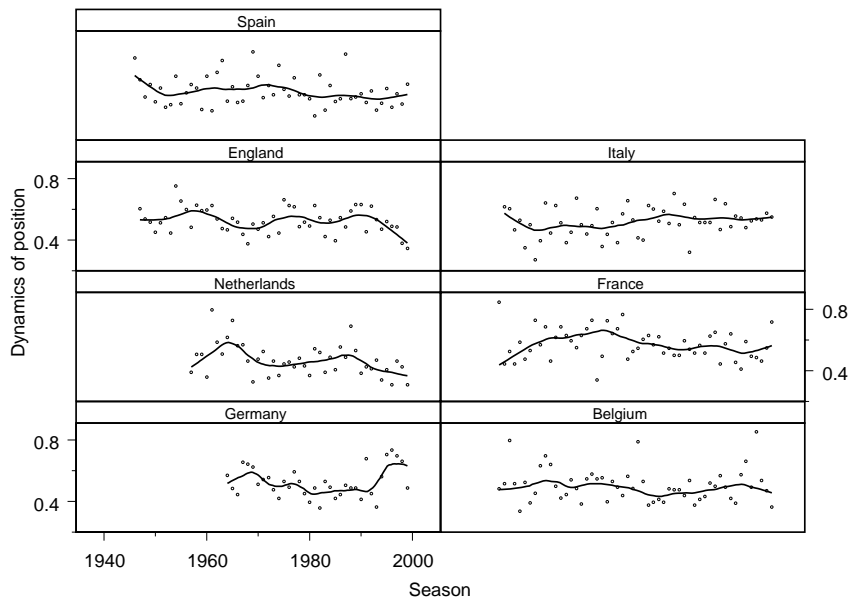 Spain
England
Italy
0.8
0.4
Netherlands
France
0.8
0.4
Germany
Belgium
0.8
0.4
1940
1960
1980
2000
Season
Dynamics of position